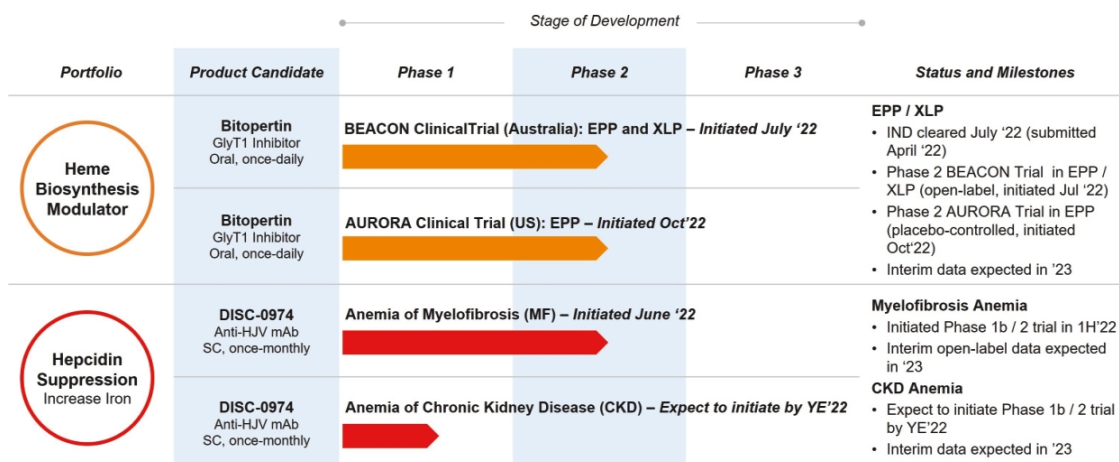 Stage of Development
Portfolio
Product Candidate
Phase 1
Phase 2
Phase 3
Status and Milestones
Heme
Biosynthesis
Modulator
Bitopertin
GlyT1 Inhibitor
Oral, once-daily
BEACON ClinicalTrial (Australia): EPP and XLP – Initiated July ‘22
Bitopertin
GlyT1 Inhibitor
Oral, once-daily
AURORA Clinical Trial (US): EPP – Initiated Oct’22
EPP / XLP
• IND cleared July ‘22 (submitted
April ‘22)
• Phase 2 BEACON Trial in EPP /
XLP (open-label, initiated Jul ‘22)
• Phase 2 AURORA Trial in EPP
(placebo-controlled, initiated
Oct‘22)
• Interim data expected in ’23
Hepcidin
Suppression
Increase Iron
DISC-0974
Anti-HJV mAb
SC, once-monthly
Anemia of Myelofibrosis (MF) – Initiated June ‘22
DISC-0974
Anti-HJV mAb
SC, once-monthly
Anemia of Chronic Kidney Disease (CKD) – Expect to initiate by YE’22
Myelofibrosis Anemia
• Initiated Phase 1b / 2 trial in 1H’22
• Interim open-label data expected
in ‘23
CKD Anemia
• Expect to initiate Phase 1b / 2 trial
by YE’22
• Interim data expected in ’23